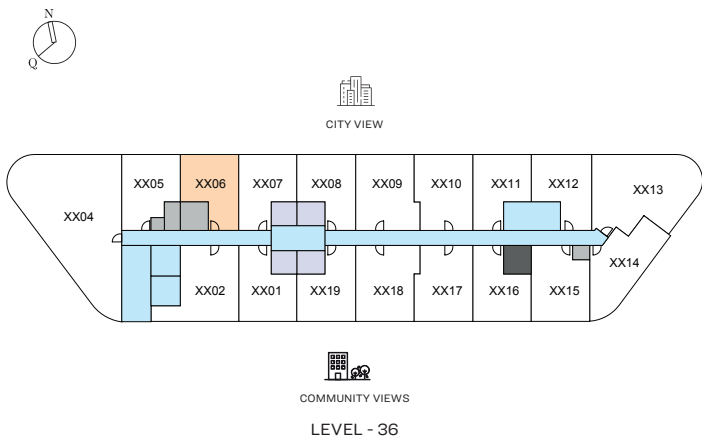 N
Q
CITY VIEW
XX05 XX06 XX07 XX08 XX09 XX10 XX11 XX12
XX13
XX04
XX14
XX02 XX01 XX19 XX18 XX17 XX16 XX15
COMMUNITY VIEWS
LEVEL - 36